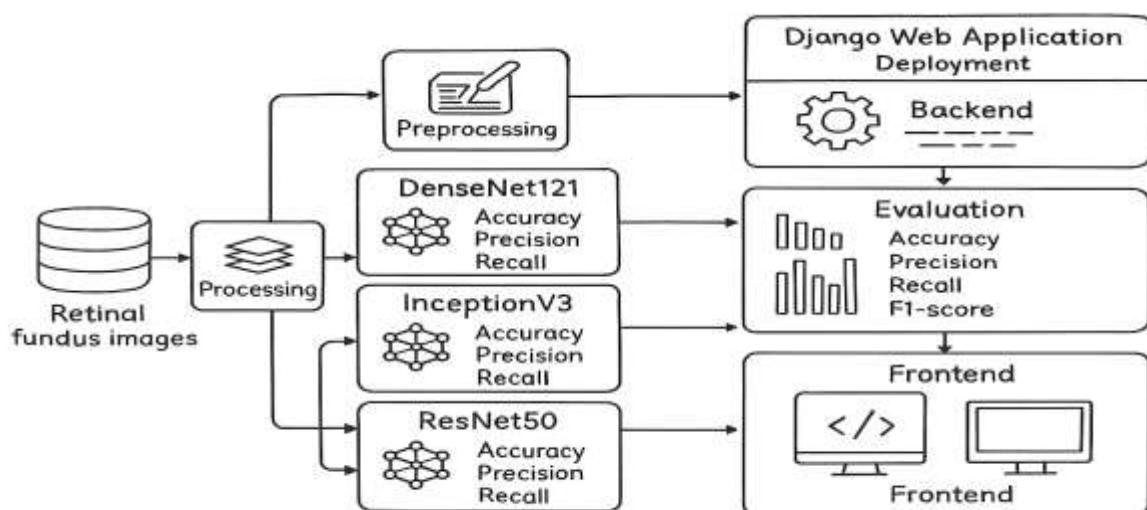 Retinal
fundus images
Processing
Preprocessing
DenseNet121
Accuracy
Precision
Recall
InceptionV3
Accuracy
Precision
Recall
ResNet50
Accuracy
Precision
Recall
Django Web Application
Deployment
Backend
Evaluation
Accuracy
Precision
Recall
F1-score
Frontend
</>
Frontend